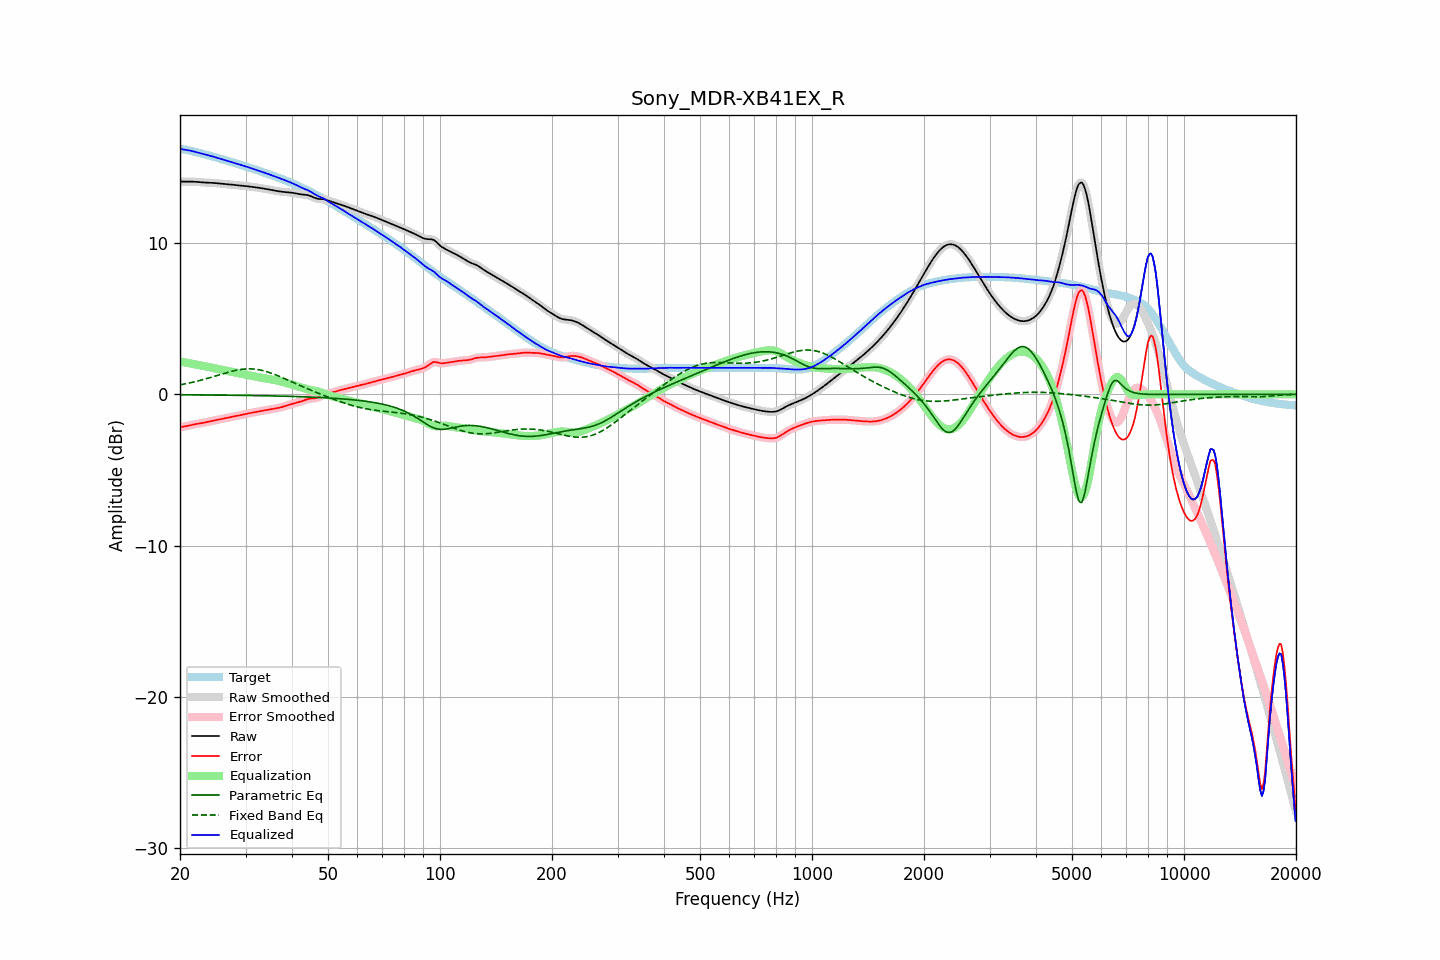 Sony_MDR-XB41EX_R
Amplitude (dBr)
10
0
−10
−20
−30
Target
Raw Smoothed
Error Smoothed
Raw
Error
Equalization
Parametric Eq
Fixed Band Eq
Equalized
20 50 100 200 500 1000 2000 5000 10000 20000
Frequency (Hz)